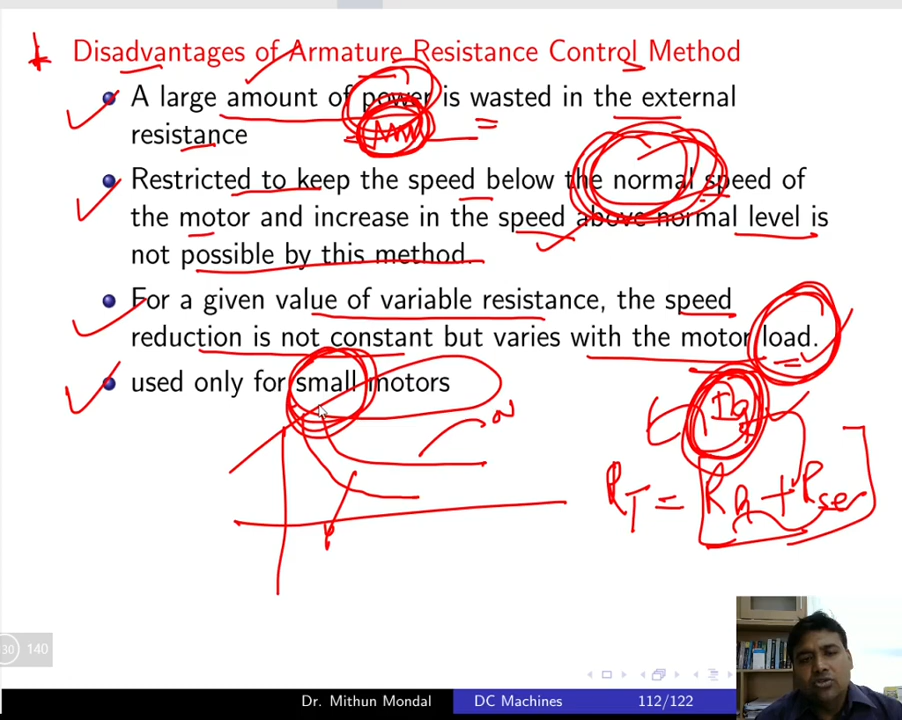 Disadvantages of Armature Resistance Control Method
A large amount of power is wasted in the external
resistance
Restricted to keep the speed below the normal speed of
the motor and increase in the speed above normal level is
not possible by this method.
For a given value of variable resistance, the speed
reduction is not constant but varies with the motor load.
used only for small motors
N
Ia
RT = Ra + Rser
30 140
Dr. Mithun Mondal DC Machines 112/122